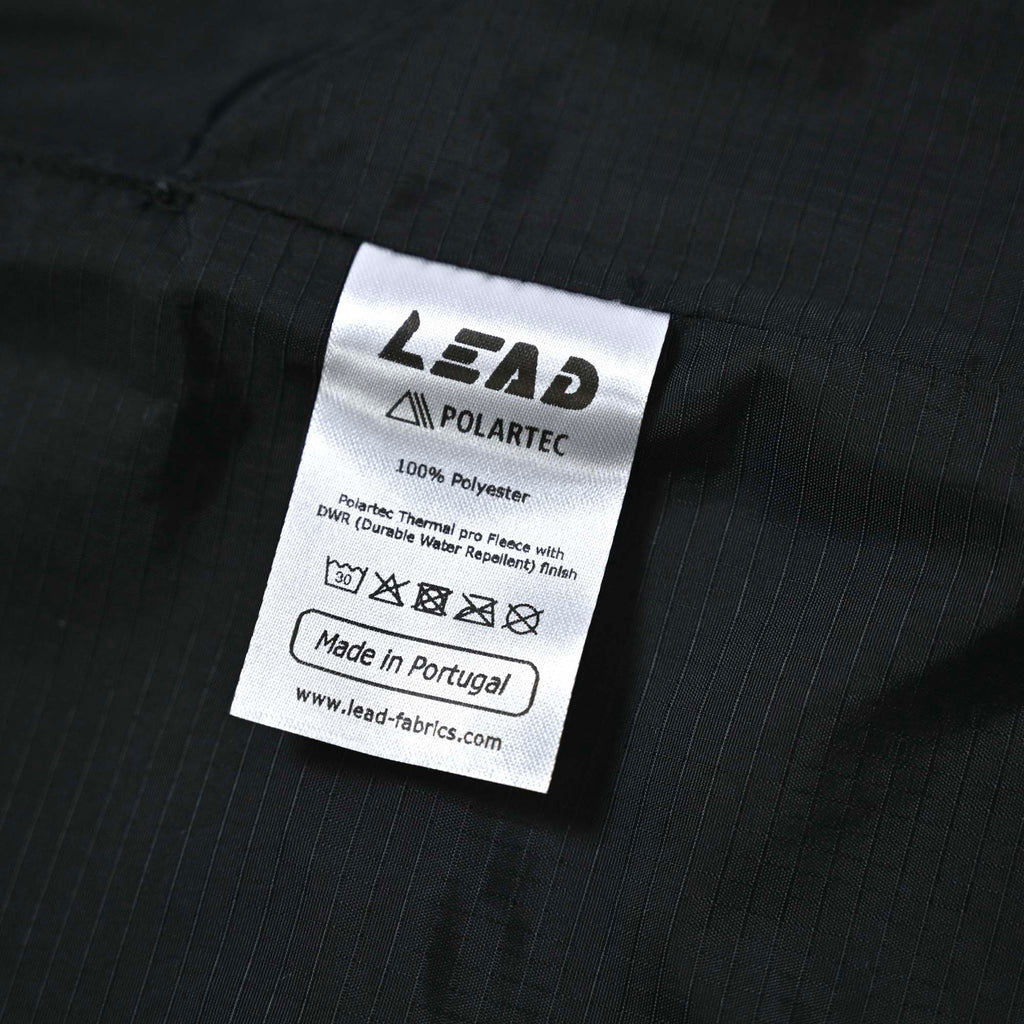 LEAD
POLARTEC
100% Polyester
Polartec Thermal pro Fleece with
DWR (Durable Water Repellent) finish
30
Made in Portugal
www.lead-fabrics.com